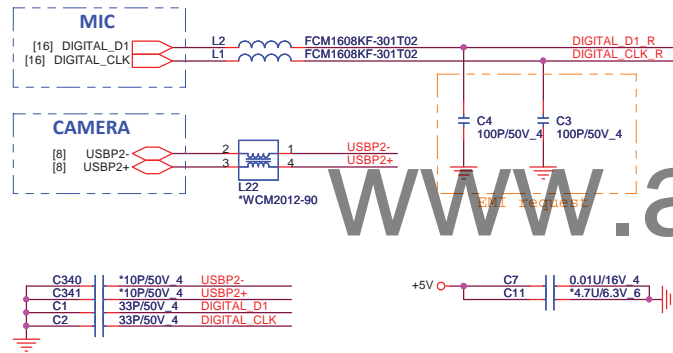 MIC
[16] DIGITAL_D1 L2 FCM1608KF-301T02 DIGITAL_D1_R
[16] DIGITAL_CLK L1 FCM1608KF-301T02 DIGITAL_CLK_R
C4 C3
100P/50V_4 100P/50V_4
CAMERA
[8] USBP2- 2 1 USBP2-
[8] USBP2+ 3 4 USBP2+
L22
*WCM2012-90
EMI request
www.a
C340 *10P/50V_4 USBP2-
C341 *10P/50V_4 USBP2+
C1 33P/50V_4 DIGITAL_D1
C2 33P/50V_4 DIGITAL_CLK
+5V C7 0.01U/16V_4
C11 *4.7U/6.3V_6